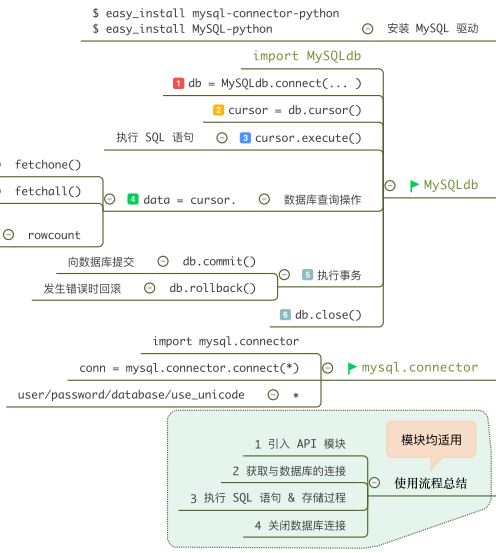 $ easy_install mysql-connector-python
$ easy_install MySQL-python
安装 MySQL 驱动
import MySQLdb
1 db = MySQLdb.connect(... )
2 cursor = db.cursor()
执行 SQL 语句
3 cursor.execute()
fetchone()
fetchall()
rowcount
4 data = cursor.
数据库查询操作
MySQLdb
向数据库提交
db.commit()
发生错误时回滚
db.rollback()
5 执行事务
6 db.close()
import mysql.connector
conn = mysql.connector.connect(*)
user/password/database/use_unicode
*
mysql.connector
模块均适用
1 引入 API 模块
2 获取与数据库的连接
3 执行 SQL 语句 & 存储过程
4 关闭数据库连接
使用流程总结